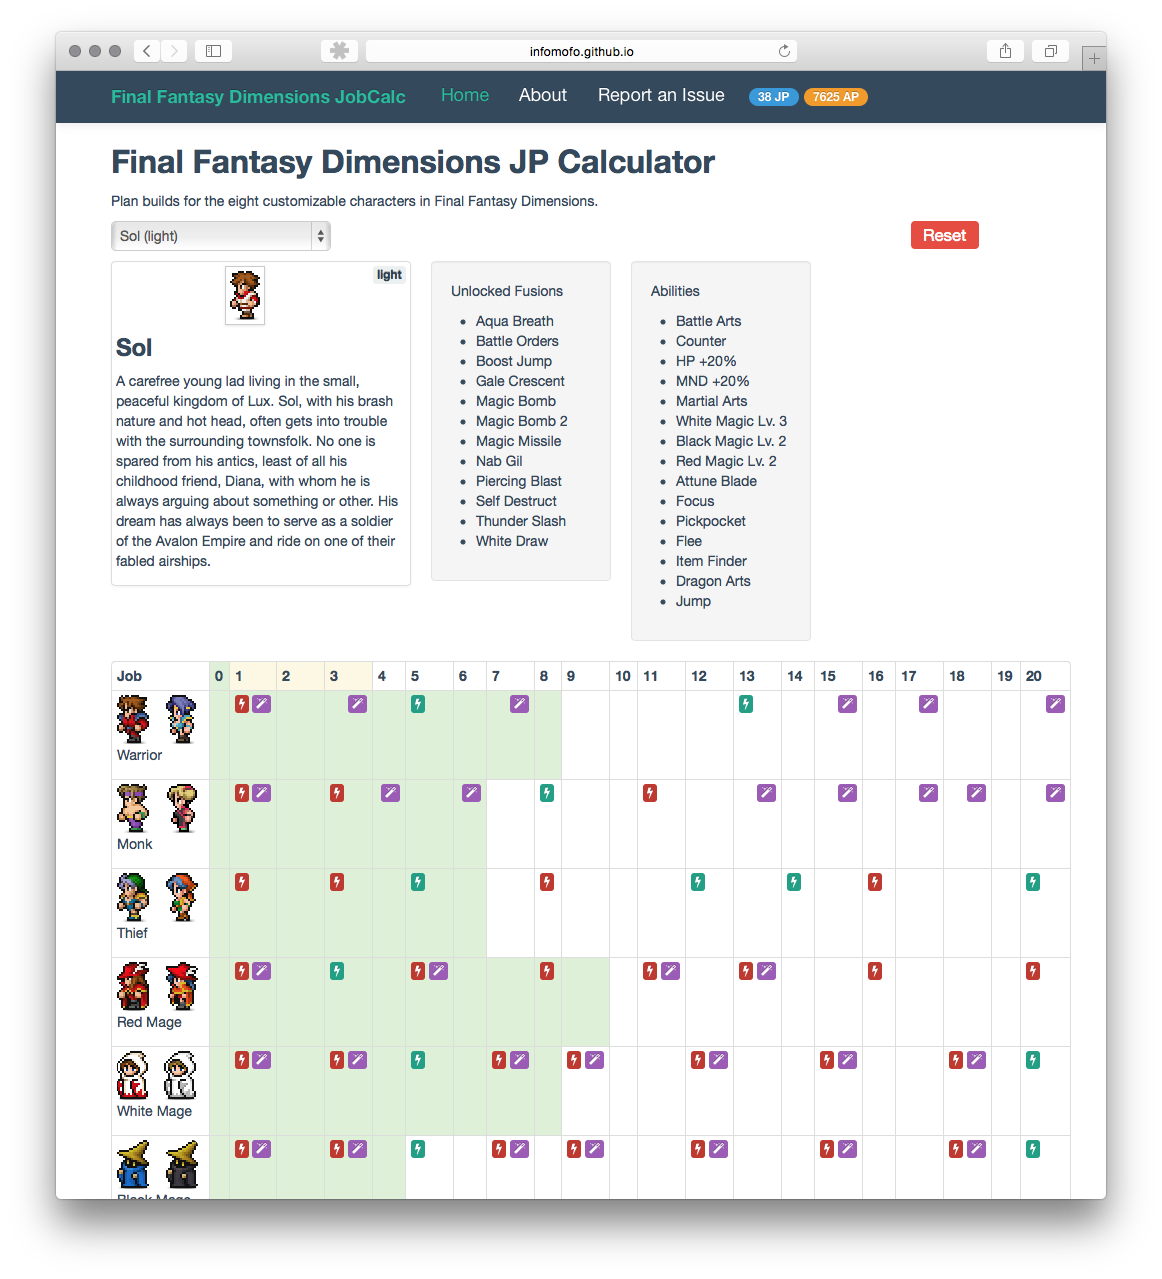 infomofo.github.io
Final Fantasy Dimensions JobCalc Home About Report an Issue 38 JP 7625 AP
Final Fantasy Dimensions JP Calculator
Plan builds for the eight customizable characters in Final Fantasy Dimensions.
Sol (light)
Reset
light
Sol
A carefree young lad living in the small,
peaceful kingdom of Lux. Sol, with his brash
nature and hot head, often gets into trouble
with the surrounding townsfolk. No one is
spared from his antics, least of all his
childhood friend, Diana, with whom he is
always arguing about something or other. His
dream has always been to serve as a soldier
of the Avalon Empire and ride on one of their
fabled airships.
Unlocked Fusions
Aqua Breath
Battle Orders
Boost Jump
Gale Crescent
Magic Bomb
Magic Bomb 2
Magic Missile
Nab Gil
Piercing Blast
Self Destruct
Thunder Slash
White Draw
Abilities
Battle Arts
Counter
HP +20%
MND +20%
Martial Arts
White Magic Lv. 3
Black Magic Lv. 2
Red Magic Lv. 2
Attune Blade
Focus
Pickpocket
Flee
Item Finder
Dragon Arts
Jump
Job 0 1 2 3 4 5 6 7 8 9 10 11 12 13 14 15 16 17 18 19 20
Warrior
Monk
Thief
Red Mage
White Mage
Black Mage